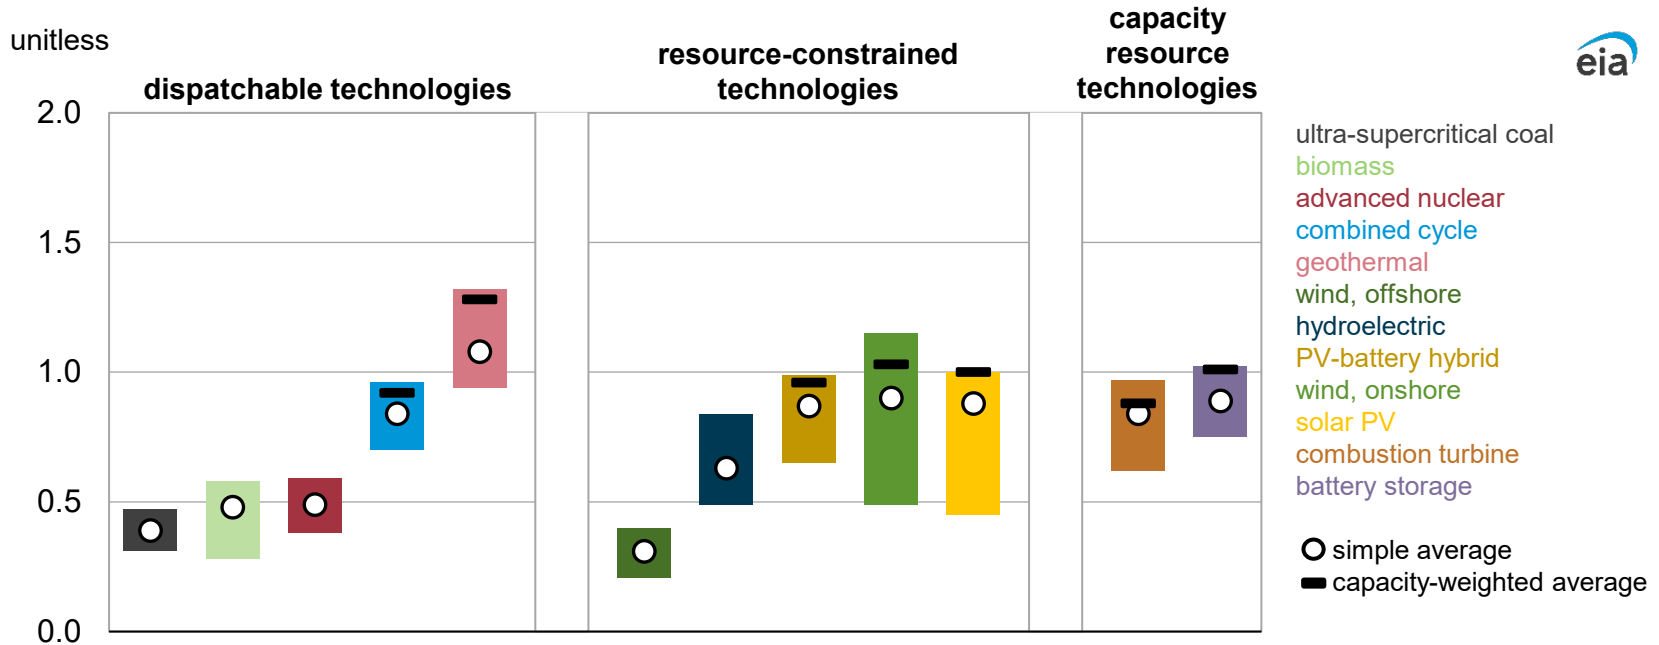 unitless
dispatchable technologies
resource-constrained
technologies
capacity
resource
technologies
eia
2.0
1.5
1.0
0.5
0.0
ultra-supercritical coal
biomass
advanced nuclear
combined cycle
geothermal
wind, offshore
hydroelectric
PV-battery hybrid
wind, onshore
solar PV
combustion turbine
battery storage
simple average
capacity-weighted average